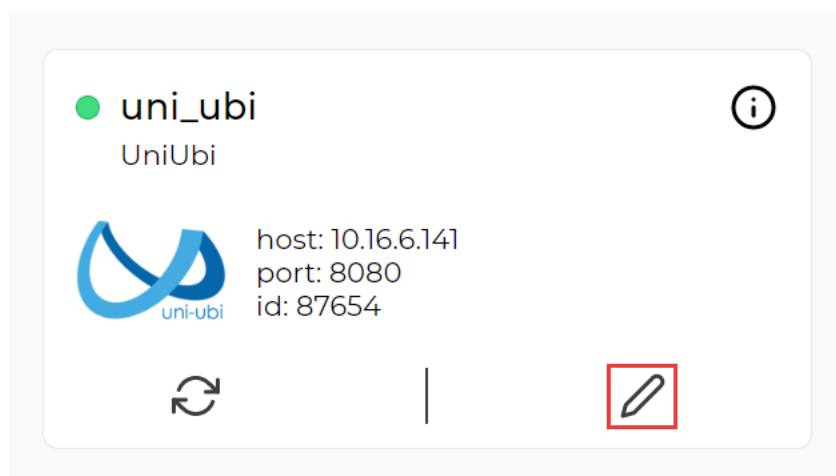 uni_ubi
UniUbi
uni-ubi
host: 10.16.6.141
port: 8080
id: 87654